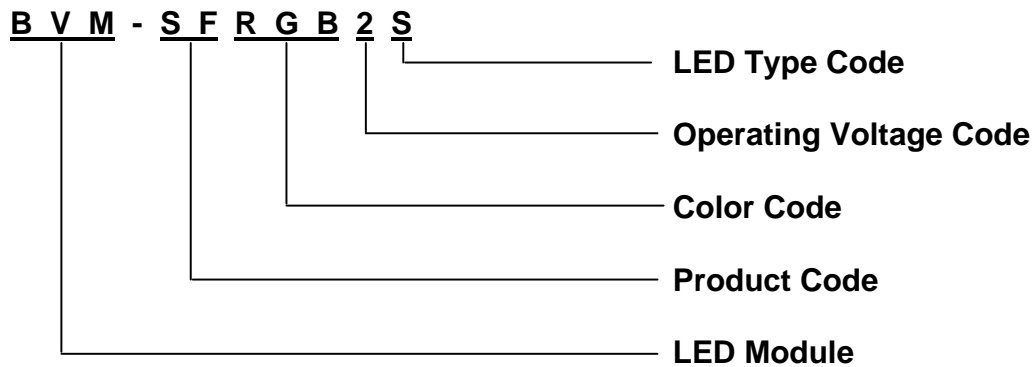 B V M - S F R G B 2 S
LED Type Code
Operating Voltage Code
Color Code
Product Code
LED Module